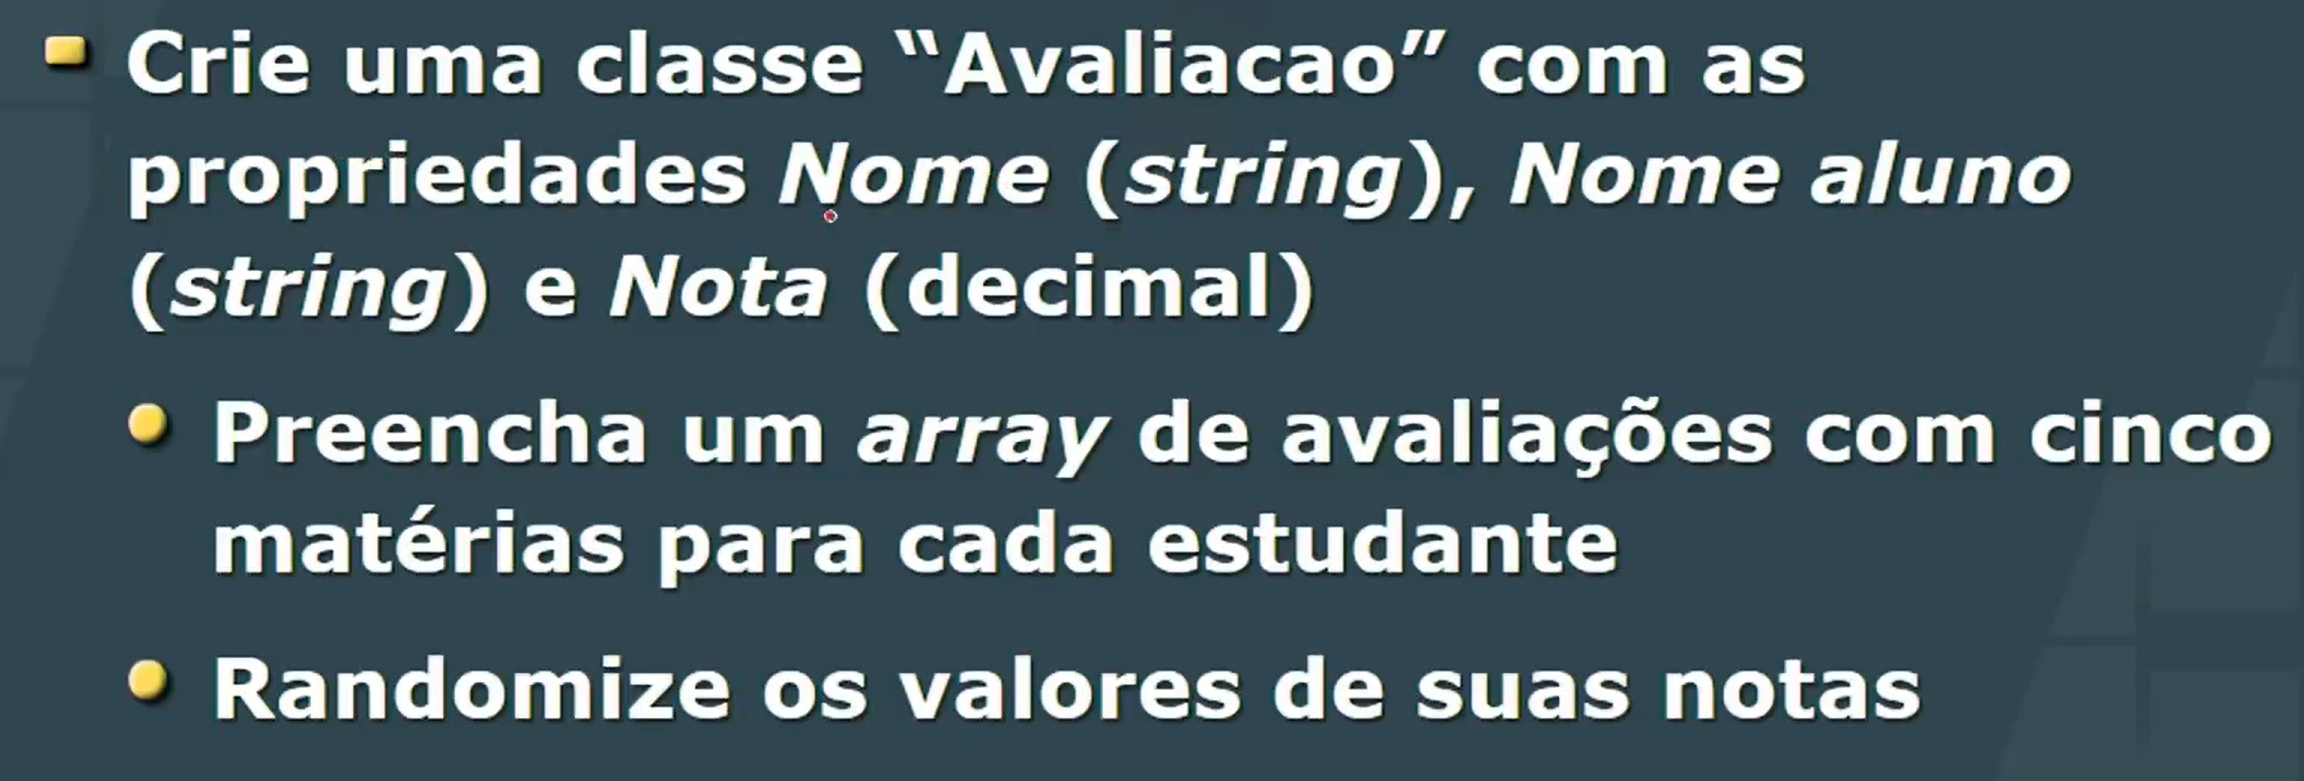 Crie uma classe “Avaliacao” com as
propriedades Nome (string), Nome aluno
(string) e Nota (decimal)
Preencha um array de avaliações com cinco
matérias para cada estudante
Randomize os valores de suas notas